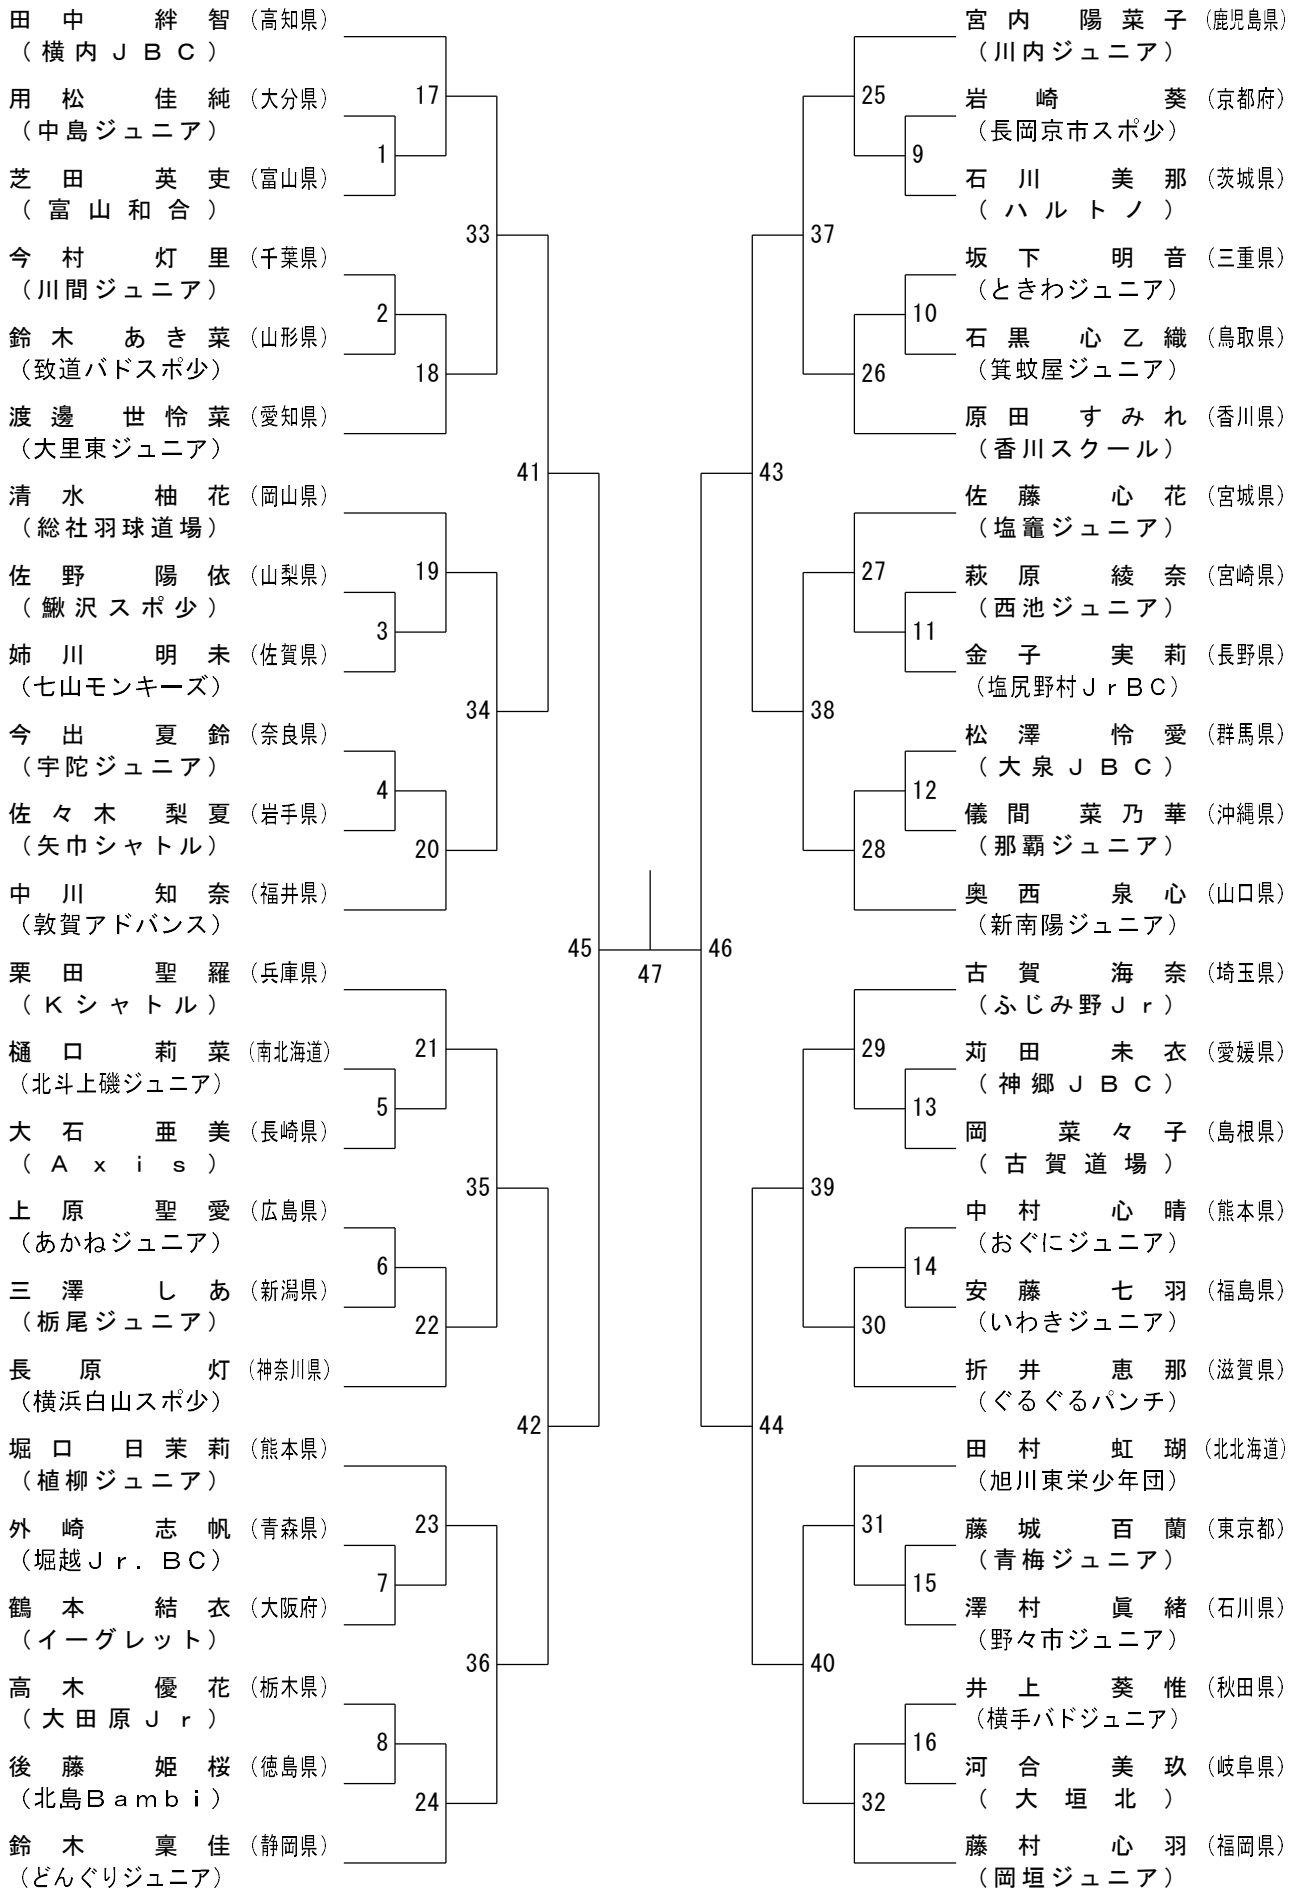 田中 絆智 (高知県)
(横内ＪＢＣ)
17
用松 佳純 (大分県)
(中島ジュニア)
1
芝田 英吏 (富山県)
(富山和合)
33
今村 灯里 (千葉県)
(川間ジュニア)
2
鈴木 あき菜 (山形県)
(致道バドスポ少)
18
渡邊 世怜菜 (愛知県)
(大里東ジュニア)
41
清水 柚花 (岡山県)
(総社羽球道場)
19
佐野 陽依 (山梨県)
(鰍沢スポ少)
3
姉川 明未 (佐賀県)
(七山モンキーズ)
34
今出 夏鈴 (奈良県)
(宇陀ジュニア)
4
佐々木 梨夏 (岩手県)
(矢巾シャトル)
20
中川 知奈 (福井県)
(敦賀アドバンス)
45
47
栗田 聖羅 (兵庫県)
(Ｋシャトル)
21
樋口 莉菜 (南北海道)
(北斗上磯ジュニア)
5
大石 亜美 (長崎県)
(Ａｘｉｓ)
35
上原 聖愛 (広島県)
(あかねジュニア)
6
三澤 しあ (新潟県)
(栃尾ジュニア)
22
長原 灯 (神奈川県)
(横浜白山スポ少)
42
堀口 日茉莉 (熊本県)
(植柳ジュニア)
23
外崎 志帆 (青森県)
(堀越Ｊｒ．ＢＣ)
7
鶴本 結衣 (大阪府)
(イーグレット)
36
高木 優花 (栃木県)
(大田原Ｊｒ)
8
後藤 姫桜 (徳島県)
(北島Ｂａｍｂｉ)
24
鈴木 稟佳 (静岡県)
(どんぐりジュニア)
宮内 陽菜子 (鹿児島県)
(川内ジュニア)
25
岩崎 葵 (京都府)
(長岡京市スポ少)
9
石川 美那 (茨城県)
(ハルトノ)
37
坂下 明音 (三重県)
(ときわジュニア)
10
石黒 心乙織 (鳥取県)
(箕蚊屋ジュニア)
26
原田 すみれ (香川県)
(香川スクール)
43
佐藤 心花 (宮城県)
(塩竈ジュニア)
27
萩原 綾奈 (宮崎県)
(西池ジュニア)
11
金子 実莉 (長野県)
(塩尻野村ＪｒＢＣ)
38
松澤 怜愛 (群馬県)
(大泉ＪＢＣ)
12
儀間 菜乃華 (沖縄県)
(那覇ジュニア)
28
奥西 泉心 (山口県)
(新南陽ジュニア)
46
古賀 海奈 (埼玉県)
(ふじみ野Ｊｒ)
29
苅田 未衣 (愛媛県)
(神郷ＪＢＣ)
13
岡 菜々子 (島根県)
(古賀道場)
39
中村 心晴 (熊本県)
(おぐにジュニア)
14
安藤 七羽 (福島県)
(いわきジュニア)
30
折井 恵那 (滋賀県)
(ぐるぐるパンチ)
44
田村 虹瑚 (北北海道)
(旭川東栄少年団)
31
藤城 百蘭 (東京都)
(青梅ジュニア)
15
澤村 眞緒 (石川県)
(野々市ジュニア)
40
井上 葵惟 (秋田県)
(横手バドジュニア)
16
河合 美玖 (岐阜県)
(大垣北)
32
藤村 心羽 (福岡県)
(岡垣ジュニア)